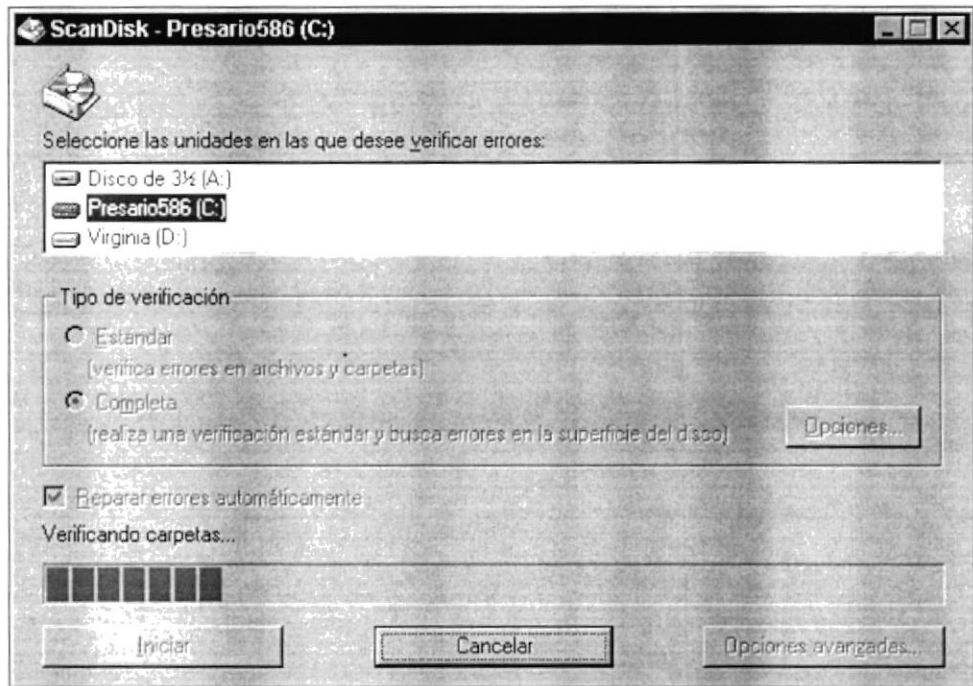 ScanDisk - Presario586 (C:)
Seleccione las unidades en las que desee verificar errores:
Disco de 3½ (A:)
Presario586 (C:)
Virginia (D:)
Tipo de verificación
Estándar
(verifica errores en archivos y carpetas)
Completa
(realiza una verificación estándar y busca errores en la superficie del disco)
Opciones...
Reparar errores automáticamente
Verificando carpetas...
Iniciar
Cancelar
Opciones avanzadas...